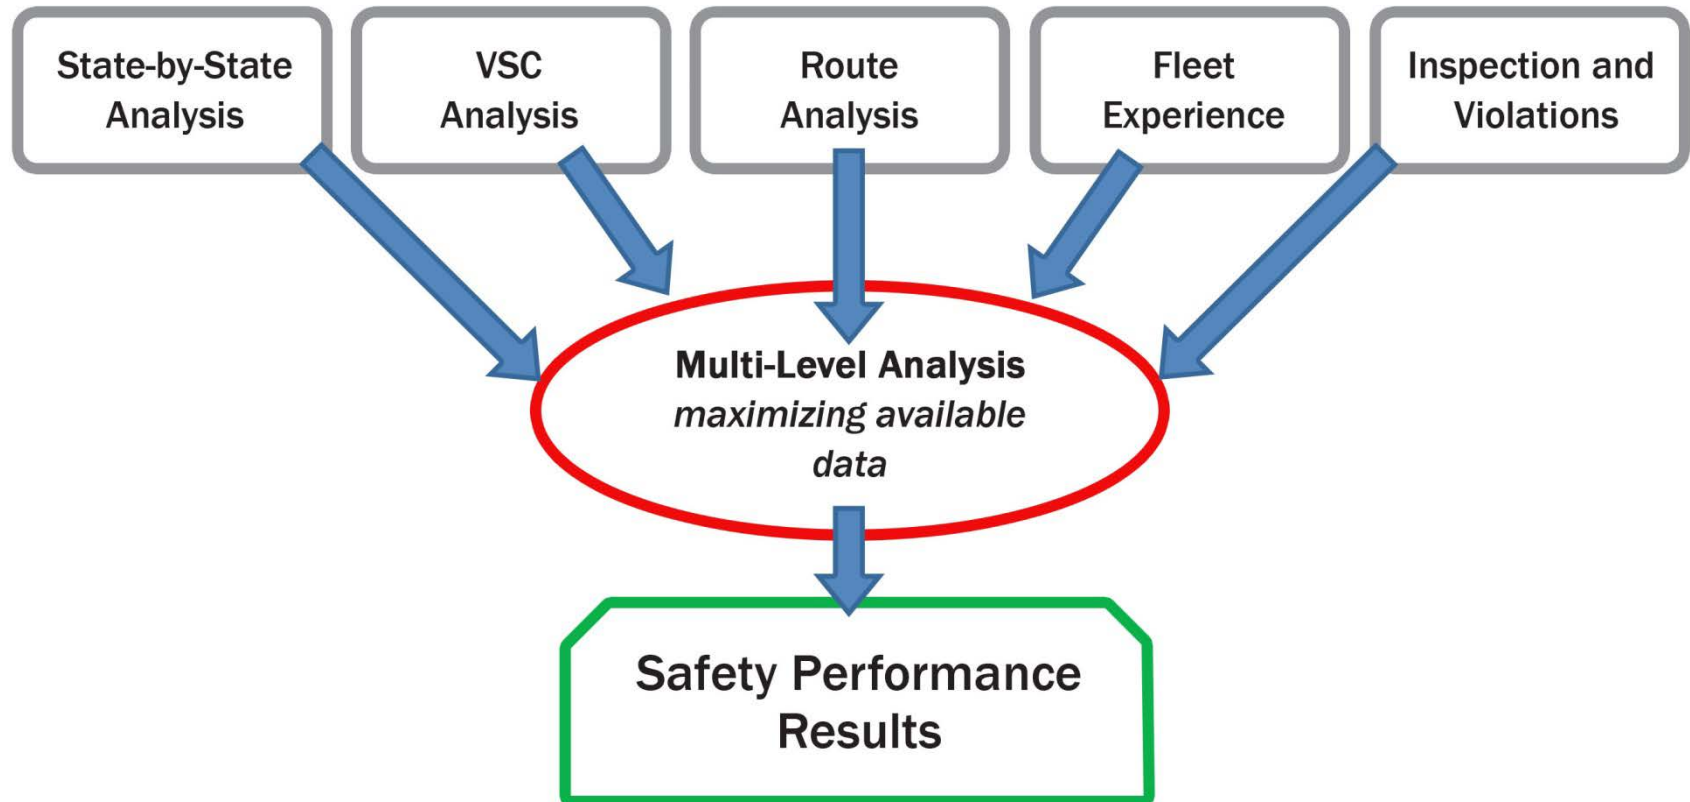 State-by-State
Analysis
VSC
Analysis
Route
Analysis
Fleet
Experience
Inspection and
Violations
Multi-Level Analysis
maximizing available
data
Safety Performance
Results